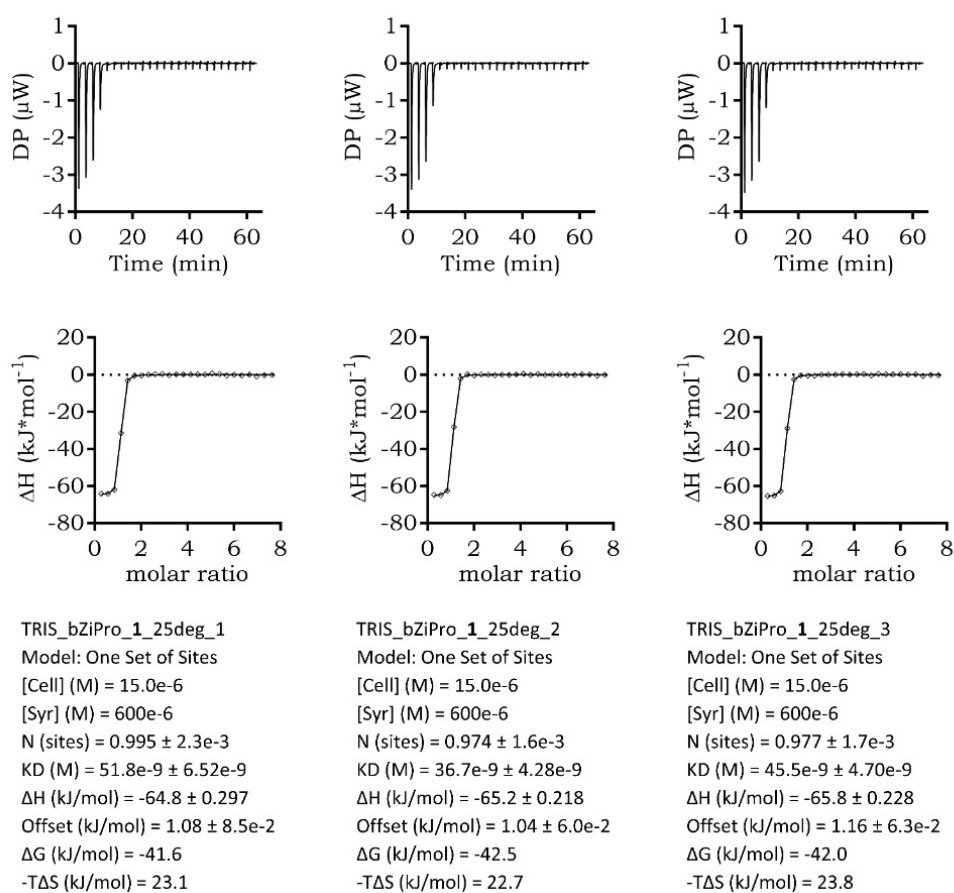 1
0
-1
-2
-3
-4
DP (µW)
0 20 40 60
Time (min)
1
0
-1
-2
-3
-4
DP (µW)
0 20 40 60
Time (min)
1
0
-1
-2
-3
-4
DP (µW)
0 20 40 60
Time (min)
20
0
-20
-40
-60
-80
ΔH (kJ*mol⁻¹)
0 2 4 6 8
molar ratio
20
0
-20
-40
-60
-80
ΔH (kJ*mol⁻¹)
0 2 4 6 8
molar ratio
20
0
-20
-40
-60
-80
ΔH (kJ*mol⁻¹)
0 2 4 6 8
molar ratio
TRIS_bZiPro_1_25deg_1
Model: One Set of Sites
[Cell] (M) = 15.0e-6
[Syr] (M) = 600e-6
N (sites) = 0.995 ± 2.3e-3
KD (M) = 51.8e-9 ± 6.52e-9
ΔH (kJ/mol) = -64.8 ± 0.297
Offset (kJ/mol) = 1.08 ± 8.5e-2
ΔG (kJ/mol) = -41.6
-TΔS (kJ/mol) = 23.1
TRIS_bZiPro_1_25deg_2
Model: One Set of Sites
[Cell] (M) = 15.0e-6
[Syr] (M) = 600e-6
N (sites) = 0.974 ± 1.6e-3
KD (M) = 36.7e-9 ± 4.28e-9
ΔH (kJ/mol) = -65.2 ± 0.218
Offset (kJ/mol) = 1.04 ± 6.0e-2
ΔG (kJ/mol) = -42.5
-TΔS (kJ/mol) = 22.7
TRIS_bZiPro_1_25deg_3
Model: One Set of Sites
[Cell] (M) = 15.0e-6
[Syr] (M) = 600e-6
N (sites) = 0.977 ± 1.7e-3
KD (M) = 45.5e-9 ± 4.70e-9
ΔH (kJ/mol) = -65.8 ± 0.228
Offset (kJ/mol) = 1.16 ± 6.3e-2
ΔG (kJ/mol) = -42.0
-TΔS (kJ/mol) = 23.8